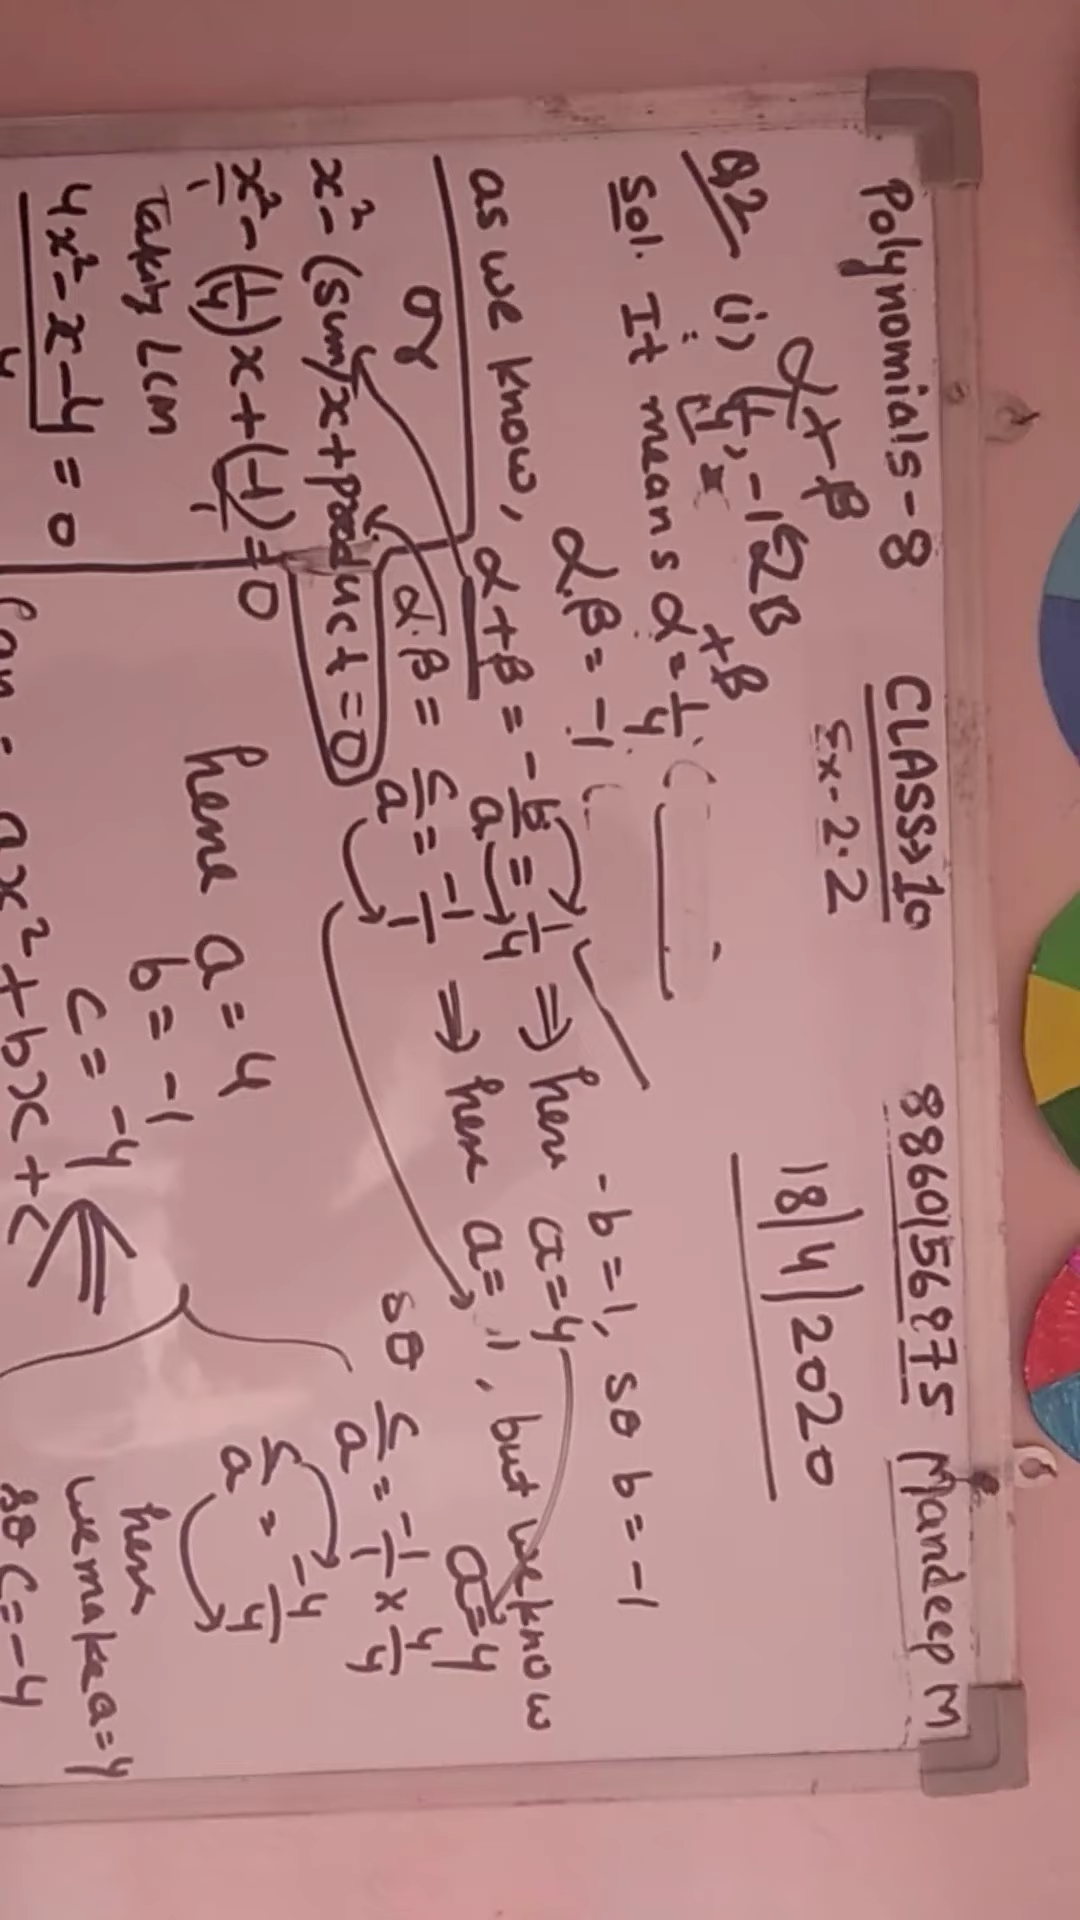 Polynomials-8 CLASS→10 8860156875 Mandeep M
Ex-2.2
18/4/2020
α+β
Q2 (i) 1/4, -1
Sol. It means α+β = 1/4
α.β = -1
-b=1, so b = -1
as we know, α+β = -b/a = 1/4 ⇒ here a=4
α.β = c/a = -1/1 ⇒ here a=1, but we know a=4
or
x² - (sum)x + product = 0
x²/1 - (1/4)x + (-1/1) = 0
Taking LCM
4x² - x - 4 = 0
so c/a = -1/1 x 4/4
c/a = -4/4
here
we make a=4
so c = -4
here a = 4
b = -1
c = -4
ax² + bx + c